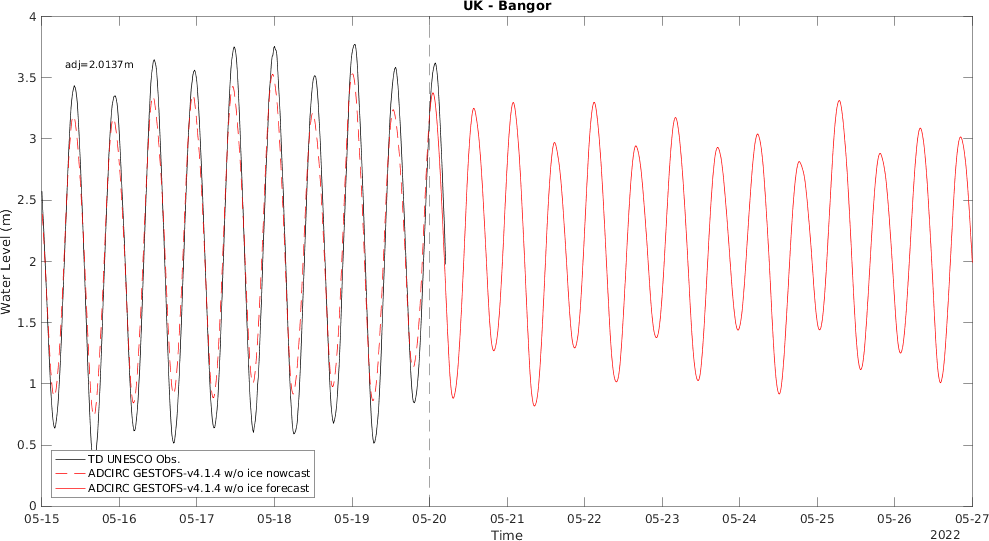 UK - Bangor
adj=2.0137m
Water Level (m)
4
3.5
3
2.5
2
1.5
1
0.5
0
TD UNESCO Obs.
ADCIRC GESTOFS-v4.1.4 w/o ice nowcast
ADCIRC GESTOFS-v4.1.4 w/o ice forecast
05-15 05-16 05-17 05-18 05-19 05-20 05-21 05-22 05-23 05-24 05-25 05-26 05-27
Time
2022